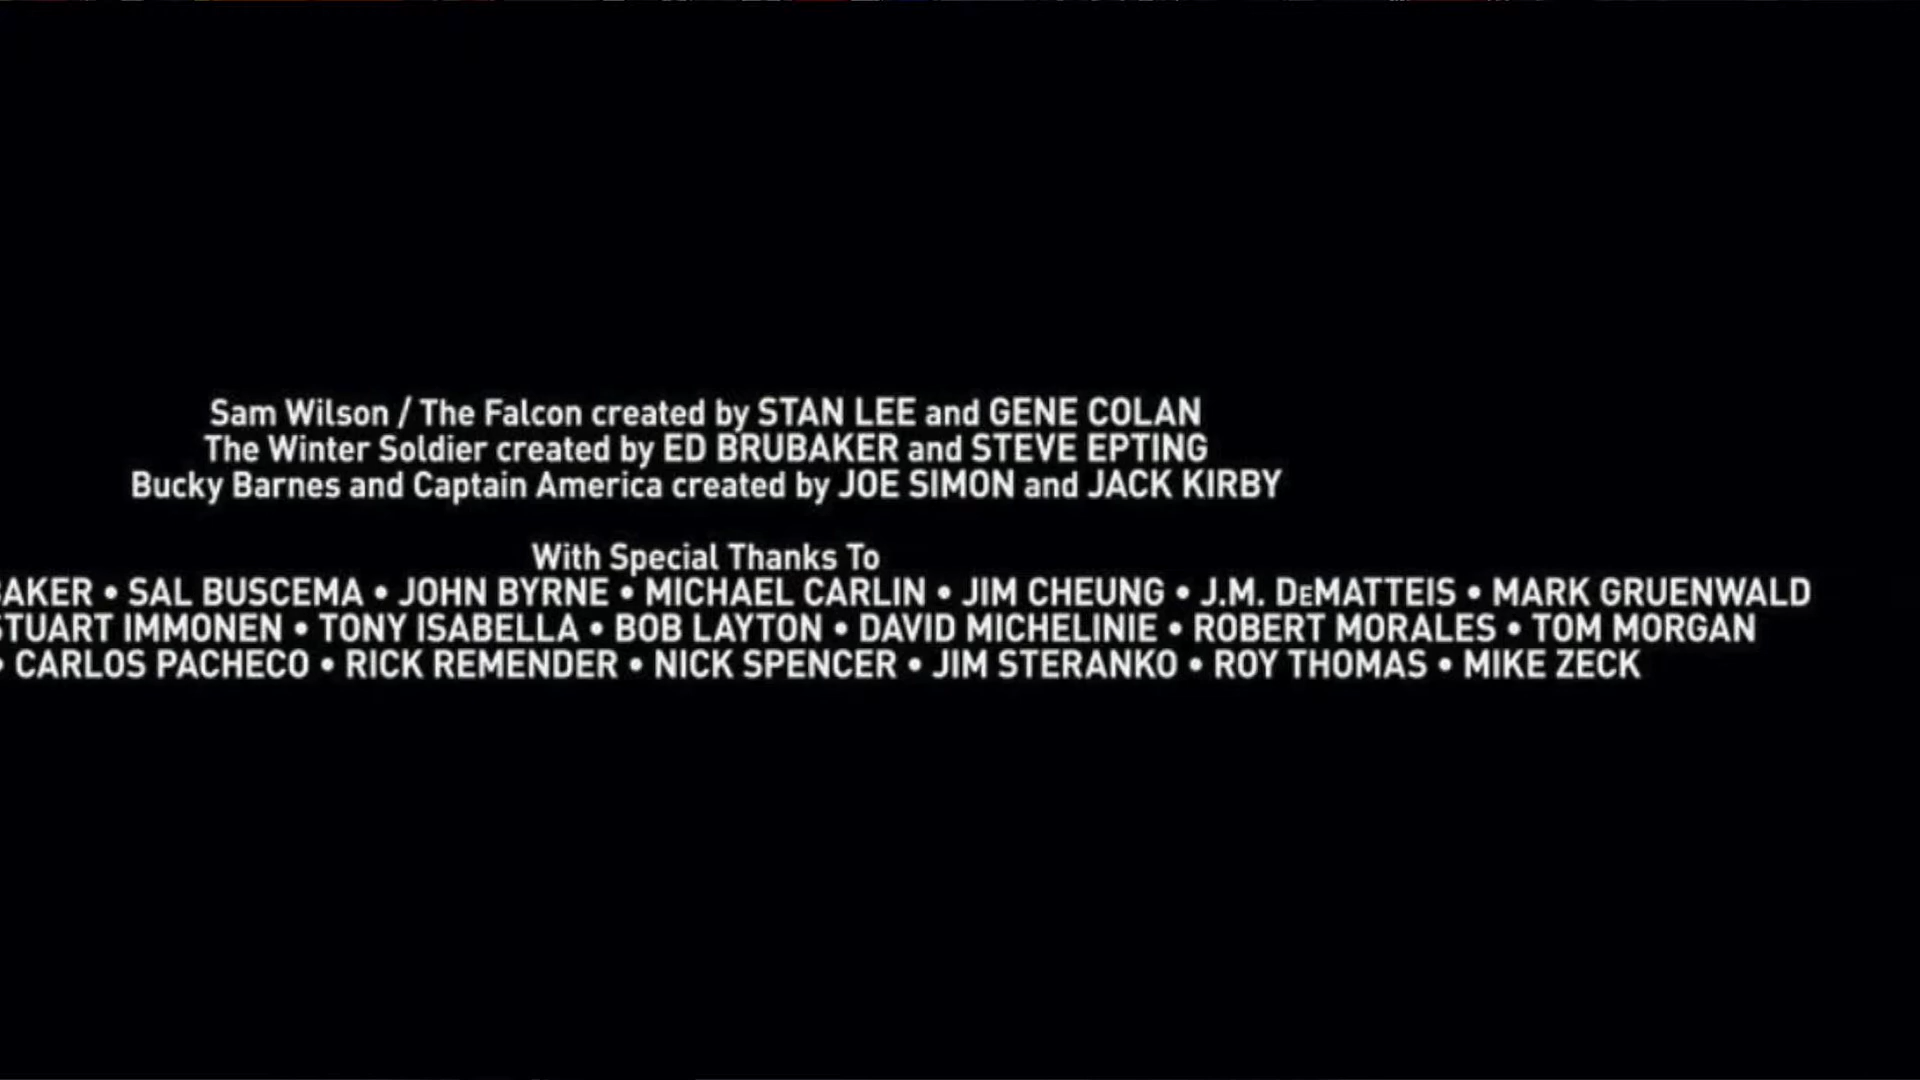 Sam Wilson / The Falcon created by STAN LEE and GENE COLAN
The Winter Soldier created by ED BRUBAKER and STEVE EPTING
Bucky Barnes and Captain America created by JOE SIMON and JACK KIRBY
With Special Thanks To
AKER • SAL BUSCEMA • JOHN BYRNE • MICHAEL CARLIN • JIM CHEUNG • J.M. DeMATTEIS • MARK GRUENWALD
TUART IMMONEN • TONY ISABELLA • BOB LAYTON • DAVID MICHELINIE • ROBERT MORALES • TOM MORGAN
• CARLOS PACHECO • RICK REMENDER • NICK SPENCER • JIM STERANKO • ROY THOMAS • MIKE ZECK